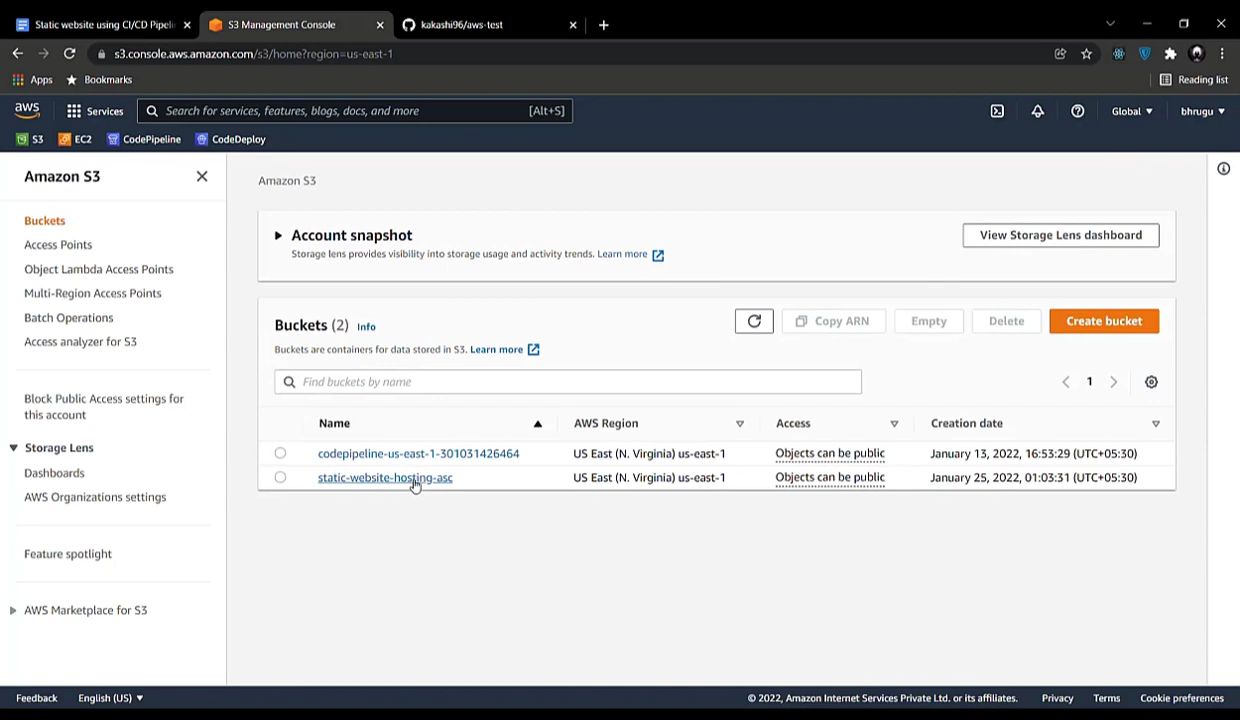 Static website using CI/CD Pipeli
S3 Management Console
kakashi96/aws-test
s3.console.aws.amazon.com/s3/home?region=us-east-1
Apps
Bookmarks
Reading list
aws
Services
Search for services, features, blogs, docs, and more
[Alt+S]
Global
bhrugu
S3
EC2
CodePipeline
CodeDeploy
Amazon S3
Buckets
Access Points
Object Lambda Access Points
Multi-Region Access Points
Batch Operations
Access analyzer for S3
Block Public Access settings for
this account
Storage Lens
Dashboards
AWS Organizations settings
Feature spotlight
AWS Marketplace for S3
Amazon S3
Account snapshot
Storage lens provides visibility into storage usage and activity trends. Learn more
View Storage Lens dashboard
Buckets (2) Info
Buckets are containers for data stored in S3. Learn more
Copy ARN
Empty
Delete
Create bucket
Find buckets by name
1
Name AWS Region Access Creation date
codepipeline-us-east-1-301031426464 US East (N. Virginia) us-east-1 Objects can be public January 13, 2022, 16:53:29 (UTC+05:30)
static-website-hosting-asc US East (N. Virginia) us-east-1 Objects can be public January 25, 2022, 01:03:31 (UTC+05:30)
Feedback
English (US)
© 2022, Amazon Internet Services Private Ltd. or its affiliates.
Privacy
Terms
Cookie preferences